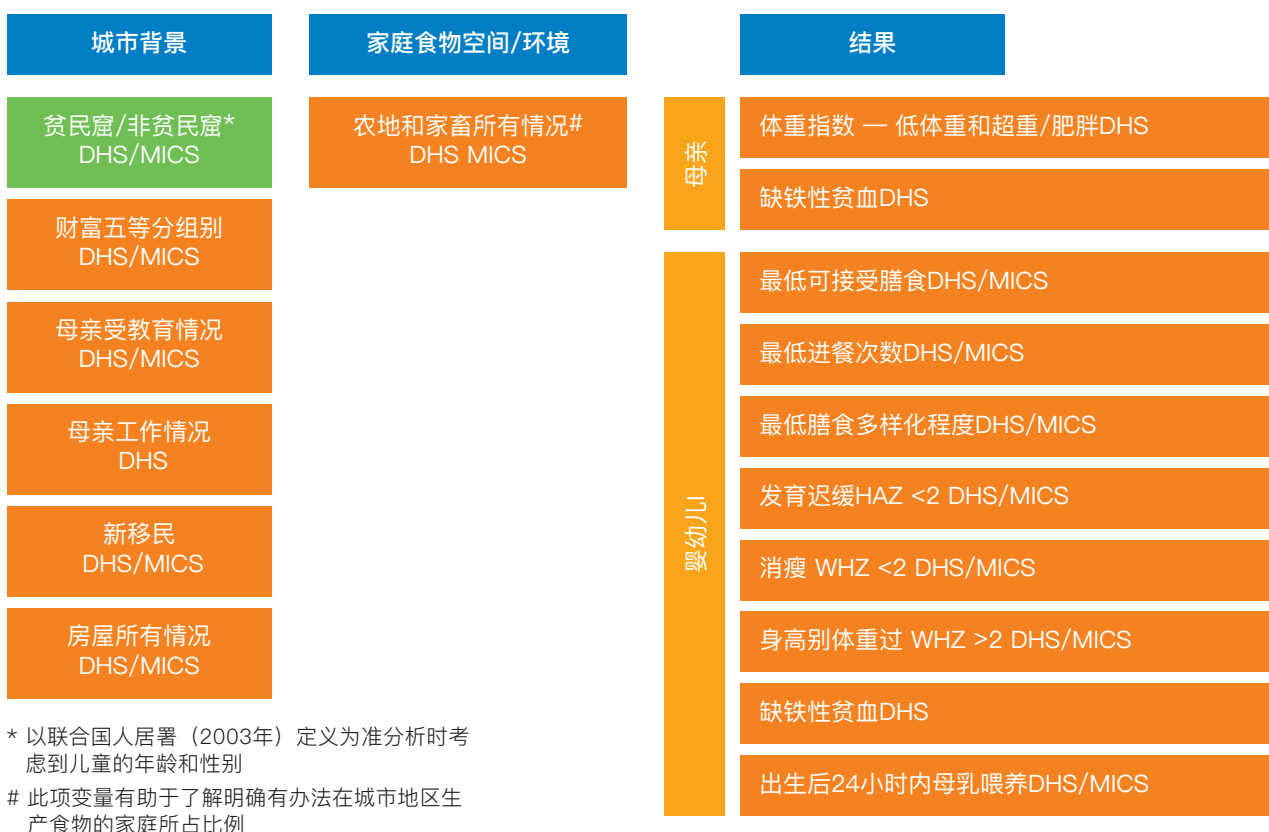 城市背景
家庭食物空间/环境
结果
贫民窟/非贫民窟*
DHS/MICS
财富五等分组别
DHS/MICS
母亲受教育情况
DHS/MICS
母亲工作情况
DHS
新移民
DHS/MICS
房屋所有情况
DHS/MICS
农地和家畜所有情况#
DHS MICS
母亲
体重指数 — 低体重和超重/肥胖DHS
缺铁性贫血DHS
婴幼儿l
最低可接受膳食DHS/MICS
最低进餐次数DHS/MICS
最低膳食多样化程度DHS/MICS
发育迟缓HAZ <2 DHS/MICS
消瘦 WHZ <2 DHS/MICS
身高别体重过 WHZ >2 DHS/MICS
缺铁性贫血DHS
出生后24小时内母乳喂养DHS/MICS
* 以联合国人居署（2003年）定义为准分析时考
虑到儿童的年龄和性别
# 此项变量有助于了解明确有办法在城市地区生
产食物的家庭所占比例